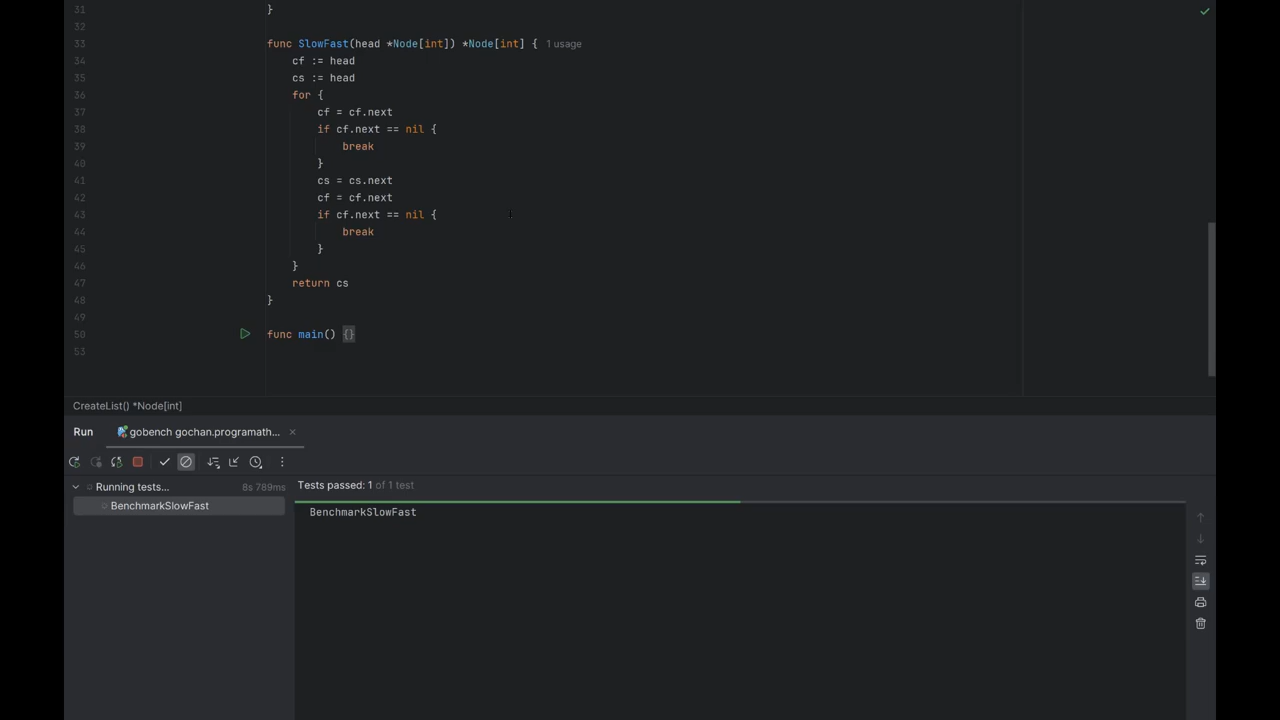 31 }
32
33 func SlowFast(head *Node[int]) *Node[int] { 1 usage
34 cf := head
35 cs := head
36 for {
37 cf = cf.next
38 if cf.next == nil {
39 break
40 }
41 cs = cs.next
42 cf = cf.next
43 if cf.next == nil {
44 break
45 }
46 }
47 return cs
48 }
49
50 func main() {}
53
CreateList() *Node[int]
Run gobench gochan.programath...
Running tests... 8s 789ms
BenchmarkSlowFast
Tests passed: 1 of 1 test
BenchmarkSlowFast